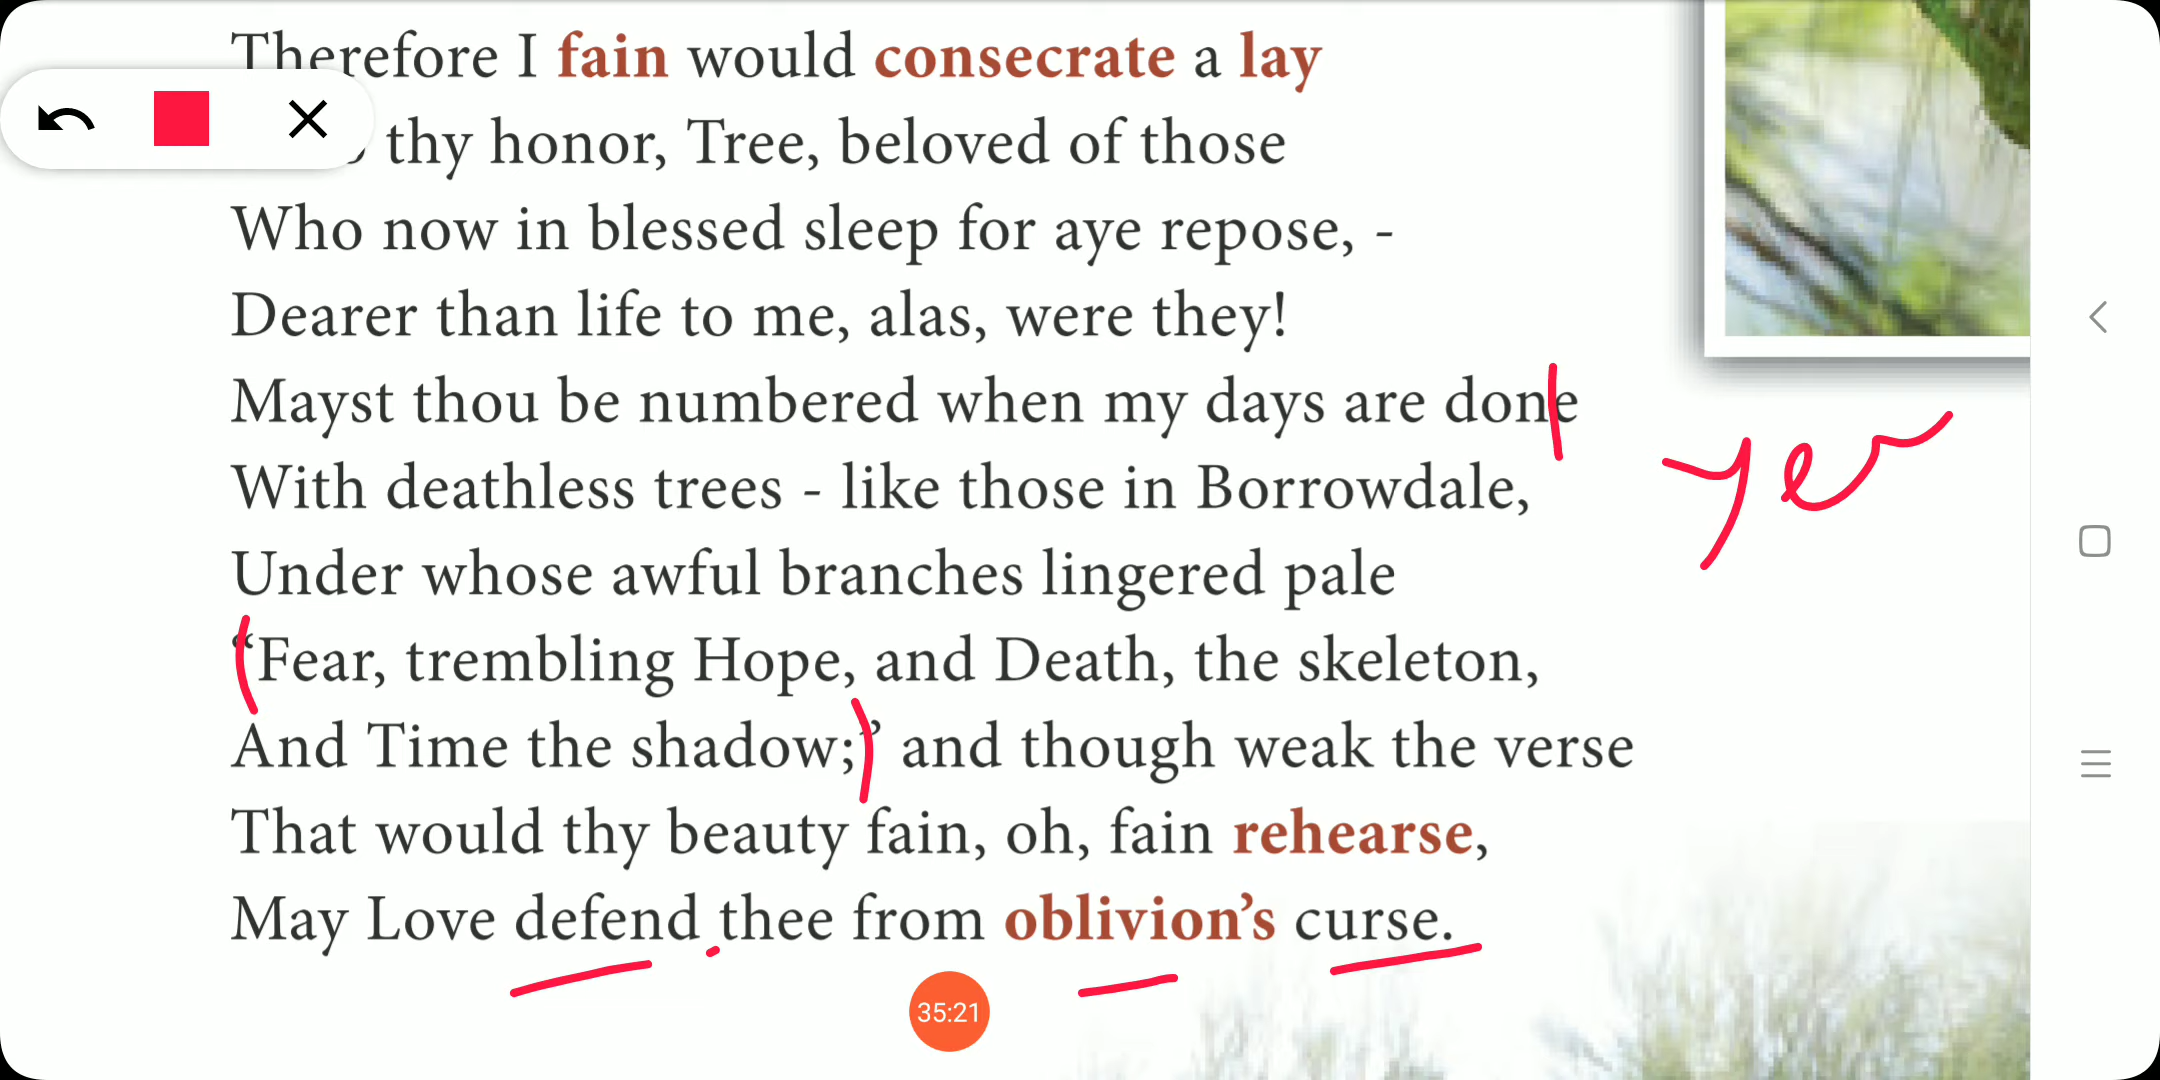 Therefore I fain would consecrate a lay
thy honor, Tree, beloved of those
Who now in blessed sleep for aye repose, -
Dearer than life to me, alas, were they!
Mayst thou be numbered when my days are done
With deathless trees - like those in Borrowdale,
Under whose awful branches lingered pale
“Fear, trembling Hope, and Death, the skeleton,
And Time the shadow;” and though weak the verse
That would thy beauty fain, oh, fain rehearse,
May Love defend thee from oblivion’s curse.
35:21